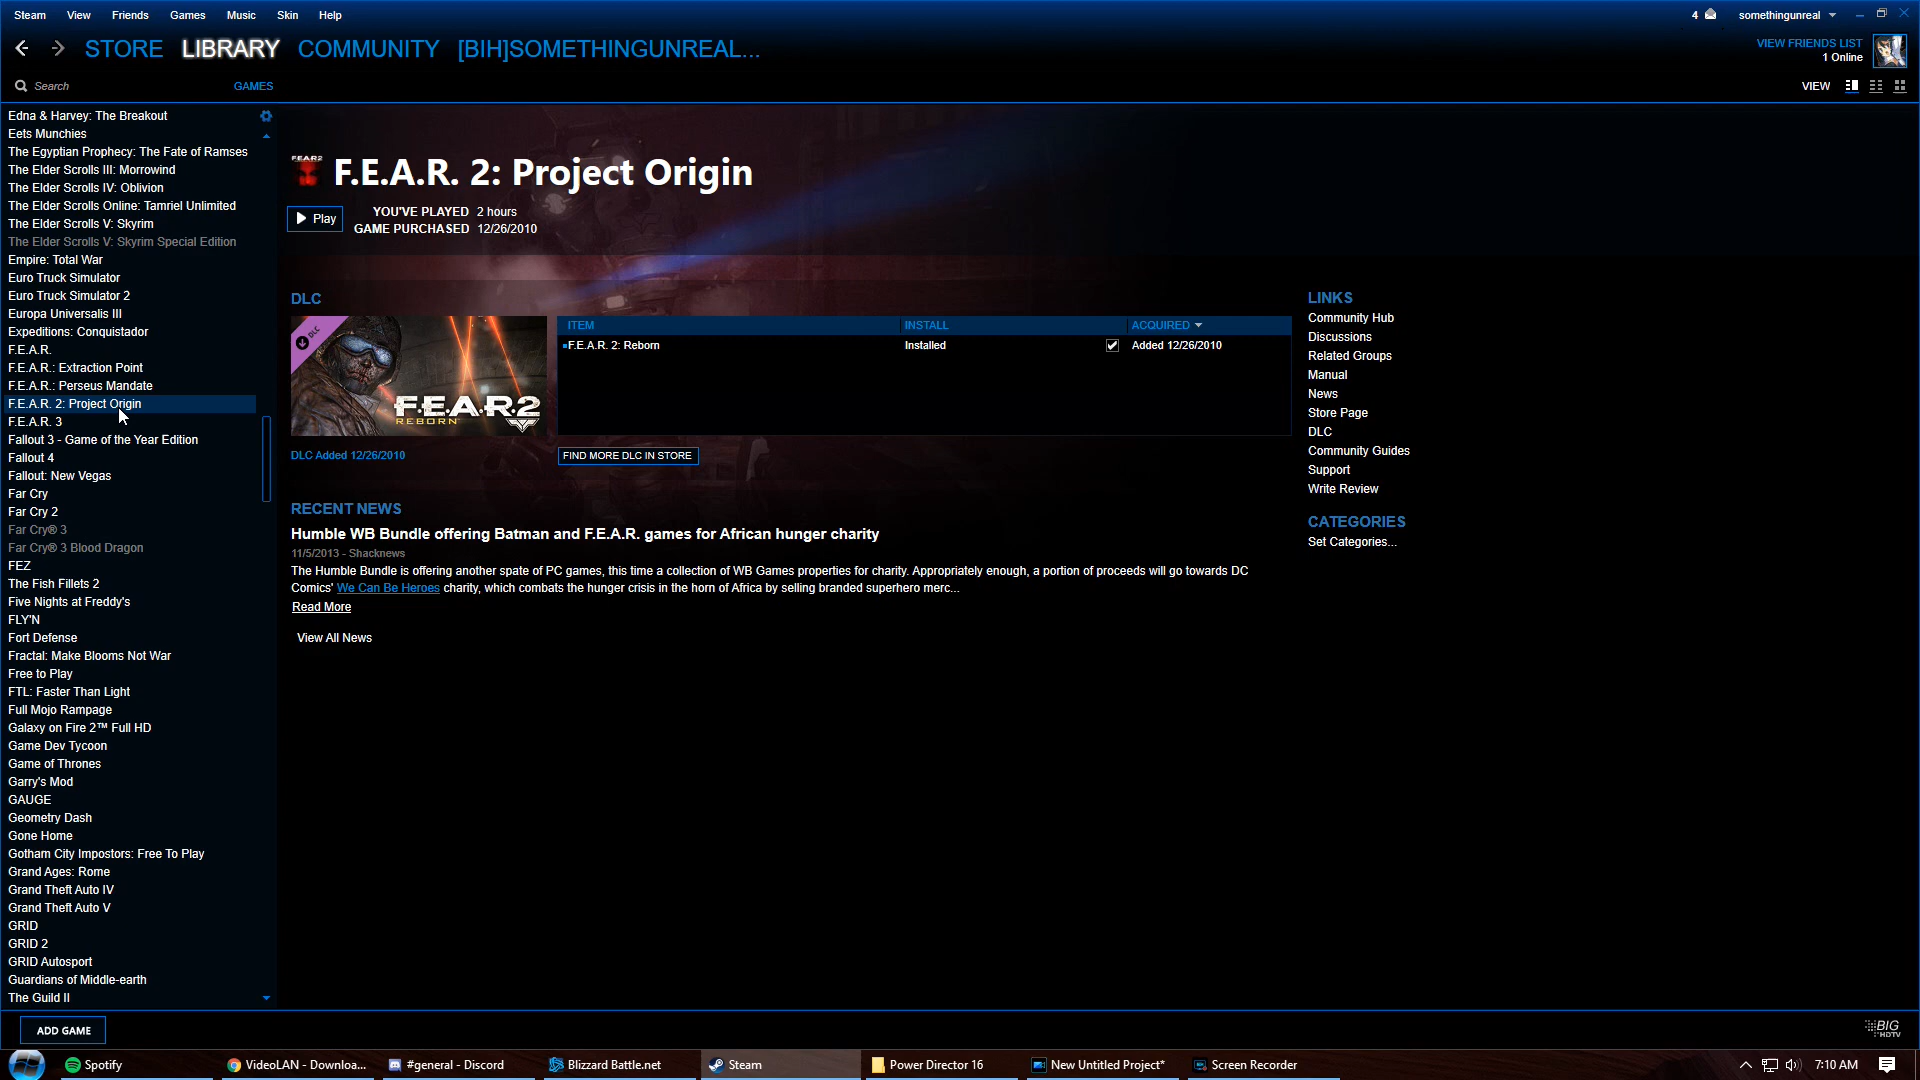 Steam View Friends Games Music Skin Help
4 somethingunreal
STORE LIBRARY COMMUNITY [BIH]SOMETHINGUNREAL...
VIEW FRIENDS LIST
1 Online
Search GAMES VIEW
Edna & Harvey: The Breakout
Eets Munchies
The Egyptian Prophecy: The Fate of Ramses
The Elder Scrolls III: Morrowind
The Elder Scrolls IV: Oblivion
The Elder Scrolls Online: Tamriel Unlimited
The Elder Scrolls V: Skyrim
The Elder Scrolls V: Skyrim Special Edition
Empire: Total War
Euro Truck Simulator
Euro Truck Simulator 2
Europa Universalis III
Expeditions: Conquistador
F.E.A.R.
F.E.A.R.: Extraction Point
F.E.A.R.: Perseus Mandate
F.E.A.R. 2: Project Origin
F.E.A.R. 3
Fallout 3 - Game of the Year Edition
Fallout 4
Fallout: New Vegas
Far Cry
Far Cry 2
Far Cry® 3
Far Cry® 3 Blood Dragon
FEZ
The Fish Fillets 2
Five Nights at Freddy's
FLY'N
Fort Defense
Fractal: Make Blooms Not War
Free to Play
FTL: Faster Than Light
Full Mojo Rampage
Galaxy on Fire 2™ Full HD
Game Dev Tycoon
Game of Thrones
Garry's Mod
GAUGE
Geometry Dash
Gone Home
Gotham City Impostors: Free To Play
Grand Ages: Rome
Grand Theft Auto IV
Grand Theft Auto V
GRID
GRID 2
GRID Autosport
Guardians of Middle-earth
The Guild II
FEAR2
F.E.A.R. 2: Project Origin
Play
YOU'VE PLAYED 2 hours
GAME PURCHASED 12/26/2010
DLC
DLC
F.E.A.R.2
REBORN
DLC Added 12/26/2010
ITEM INSTALL ACQUIRED
F.E.A.R. 2: Reborn Installed Added 12/26/2010
FIND MORE DLC IN STORE
RECENT NEWS
Humble WB Bundle offering Batman and F.E.A.R. games for African hunger charity
11/5/2013 - Shacknews
The Humble Bundle is offering another spate of PC games, this time a collection of WB Games properties for charity. Appropriately enough, a portion of proceeds will go towards DC
Comics' We Can Be Heroes charity, which combats the hunger crisis in the horn of Africa by selling branded superhero merc...
Read More
View All News
LINKS
Community Hub
Discussions
Related Groups
Manual
News
Store Page
DLC
Community Guides
Support
Write Review
CATEGORIES
Set Categories...
ADD GAME
BIG
HDTV
Spotify VideoLAN - Downloa... #general - Discord Blizzard Battle.net Steam Power Director 16 New Untitled Project* Screen Recorder 7:10 AM